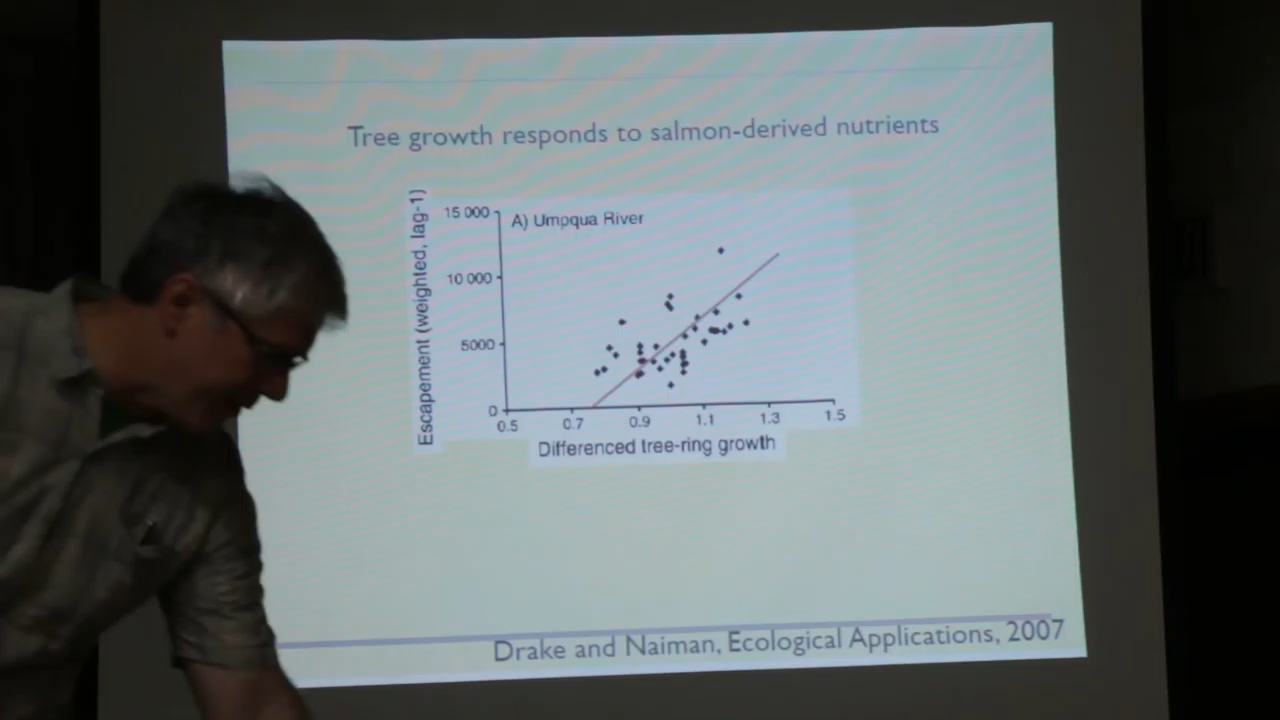 Tree growth responds to salmon-derived nutrients
Escapement (weighted, lag-1)
15 000
A) Umpqua River
10 000
5000
0
0.5 0.7 0.9 1.1 1.3 1.5
Differenced tree-ring growth
Drake and Naiman, Ecological Applications, 2007